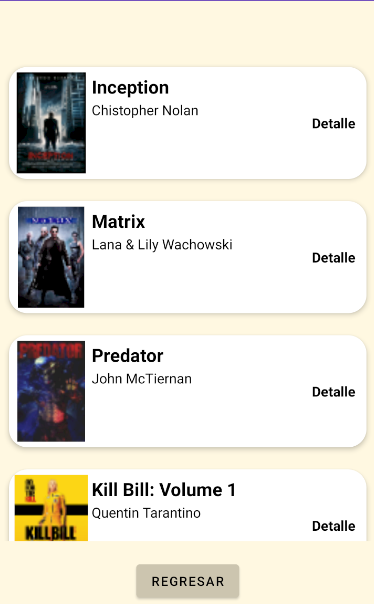 Inception
Chistopher Nolan
Detalle
MATRIX
Matrix
Lana & Lily Wachowski
Detalle
PREDATOR
Predator
John McTiernan
Detalle
KILL BILL
Kill Bill: Volume 1
Quentin Tarantino
Detalle
REGRESAR